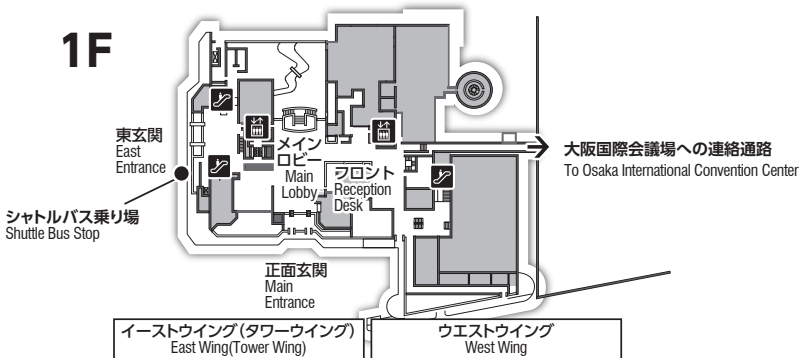 1F
東玄関
East
Entrance
シャトルバス乗り場
Shuttle Bus Stop
メイン
ロビー
Main
Lobby
フロント
Reception
Desk
大阪国際会議場への連絡通路
To Osaka International Convention Center
正面玄関
Main
Entrance
イーストウイング(タワーウイング)
East Wing(Tower Wing)
ウエストウイング
West Wing